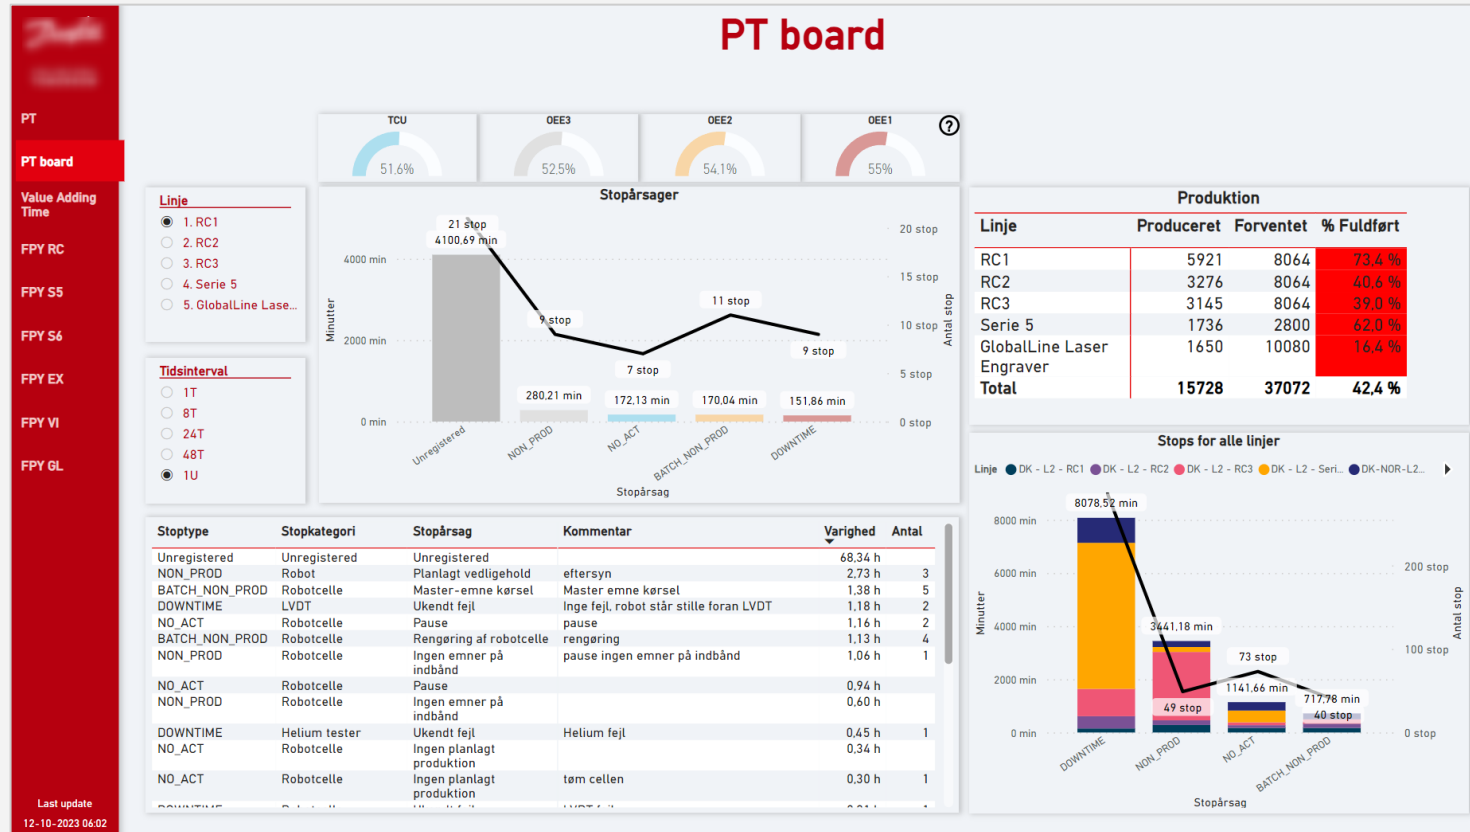 PT board
PT
PT board
Value Adding
Time
FPY RC
FPY S5
FPY S6
FPY EX
FPY VI
FPY GL
Last update
12-10-2023 06:02
TCU
51.6%
OEE3
52.5%
OEE2
54.1%
OEE1
55%
?
Linje
1. RC1
2. RC2
3. RC3
4. Serie 5
5. GlobalLine Lase...
Tidsinterval
1T
8T
24T
48T
1U
Stopårsager
21 stop
4100,69 min
9 stop
7 stop
11 stop
9 stop
280,21 min
172,13 min
170,04 min
151,86 min
4000 min
2000 min
0 min
Minutter
20 stop
15 stop
10 stop
5 stop
0 stop
Antal stop
Unregistered
NON_PROD
NO_ACT
BATCH_NON_PROD
DOWNTIME
Stopårsag
Produktion
Linje Produceret Forventet % Fuldført
RC1 5921 8064 73,4 %
RC2 3276 8064 40,6 %
RC3 3145 8064 39,0 %
Serie 5 1736 2800 62,0 %
GlobalLine Laser 1650 10080 16,4 %
Engraver
Total 15728 37072 42,4 %
Stoptype Stopkategori Stopårsag Kommentar Varighed Antal
Unregistered Unregistered Unregistered 68,34 h
NON_PROD Robot Planlagt vedligehold eftersyn 2,73 h 3
BATCH_NON_PROD Robotcelle Master-emne kørsel Master emne kørsel 1,38 h 5
DOWNTIME LVDT Ukendt fejl Inge fejl, robot står stille foran LVDT 1,18 h 2
NO_ACT Robotcelle Pause pause 1,16 h 2
BATCH_NON_PROD Robotcelle Rengøring af robotcelle rengøring 1,13 h 4
NON_PROD Robotcelle Ingen emner på pause ingen emner på indbånd 1,06 h 1
indbånd
NO_ACT Robotcelle Pause 0,94 h
NON_PROD Robotcelle Ingen emner på 0,60 h
indbånd
DOWNTIME Helium tester Ukendt fejl Helium fejl 0,45 h 1
NO_ACT Robotcelle Ingen planlagt 0,34 h
produktion
NO_ACT Robotcelle Ingen planlagt tøm cellen 0,30 h 1
produktion
Stops for alle linjer
Linje DK - L2 - RC1 DK - L2 - RC2 DK - L2 - RC3 DK - L2 - Seri... DK-NOR-L2...
8078,52 min
3441,18 min
73 stop
1141,66 min
717,78 min
49 stop
40 stop
8000 min
6000 min
4000 min
2000 min
0 min
Minutter
200 stop
100 stop
0 stop
Antal stop
DOWNTIME
NON_PROD
NO_ACT
BATCH_NON_PROD
Stopårsag